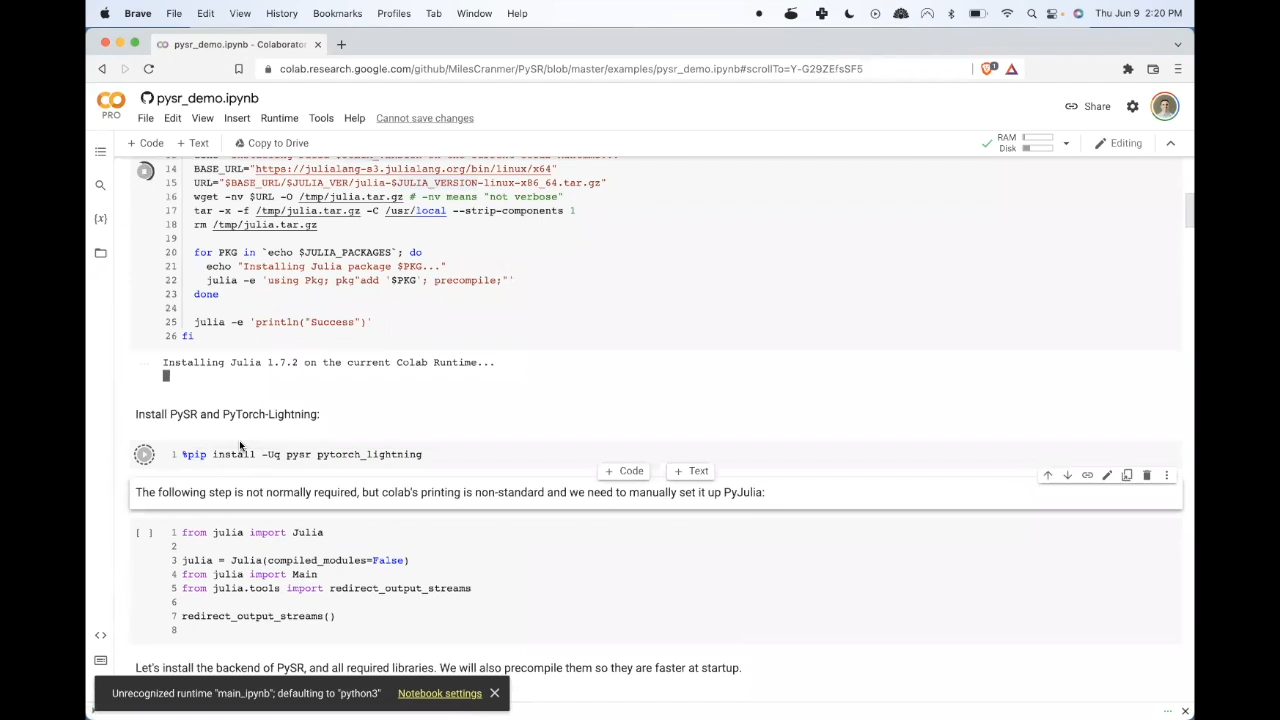 Brave File Edit View History Bookmarks Profiles Tab Window Help Thu Jun 9 2:20 PM
pysr_demo.ipynb - Colaborator
colab.research.google.com/github/MilesCranmer/PySR/blob/master/examples/pysr_demo.ipynb#scrollTo=Y-G29ZEfsSF5
pysr_demo.ipynb
PRO
File Edit View Insert Runtime Tools Help Cannot save changes
Share
+ Code + Text Copy to Drive
RAM
Disk
Editing
14 BASE_URL="https://julialang-s3.julialang.org/bin/linux/x64"
15 URL="$BASE_URL/$JULIA_VER/julia-$JULIA_VERSION-linux-x86_64.tar.gz"
16 wget -nv $URL -O /tmp/julia.tar.gz # -nv means "not verbose"
17 tar -x -f /tmp/julia.tar.gz -C /usr/local --strip-components 1
18 rm /tmp/julia.tar.gz
19
20 for PKG in `echo $JULIA_PACKAGES`; do
21 echo "Installing Julia package $PKG..."
22 julia -e 'using Pkg; pkg"add '$PKG'; precompile;"'
23 done
24
25 julia -e 'println("Success")'
26 fi
Installing Julia 1.7.2 on the current Colab Runtime...
Install PySR and PyTorch-Lightning:
1 %pip install -Uq pysr pytorch_lightning
+ Code + Text
The following step is not normally required, but colab's printing is non-standard and we need to manually set it up PyJulia:
[ ] 1 from julia import Julia
2
3 julia = Julia(compiled_modules=False)
4 from julia import Main
5 from julia.tools import redirect_output_streams
6
7 redirect_output_streams()
8
Let's install the backend of PySR, and all required libraries. We will also precompile them so they are faster at startup.
Unrecognized runtime "main_ipynb"; defaulting to "python3" Notebook settings